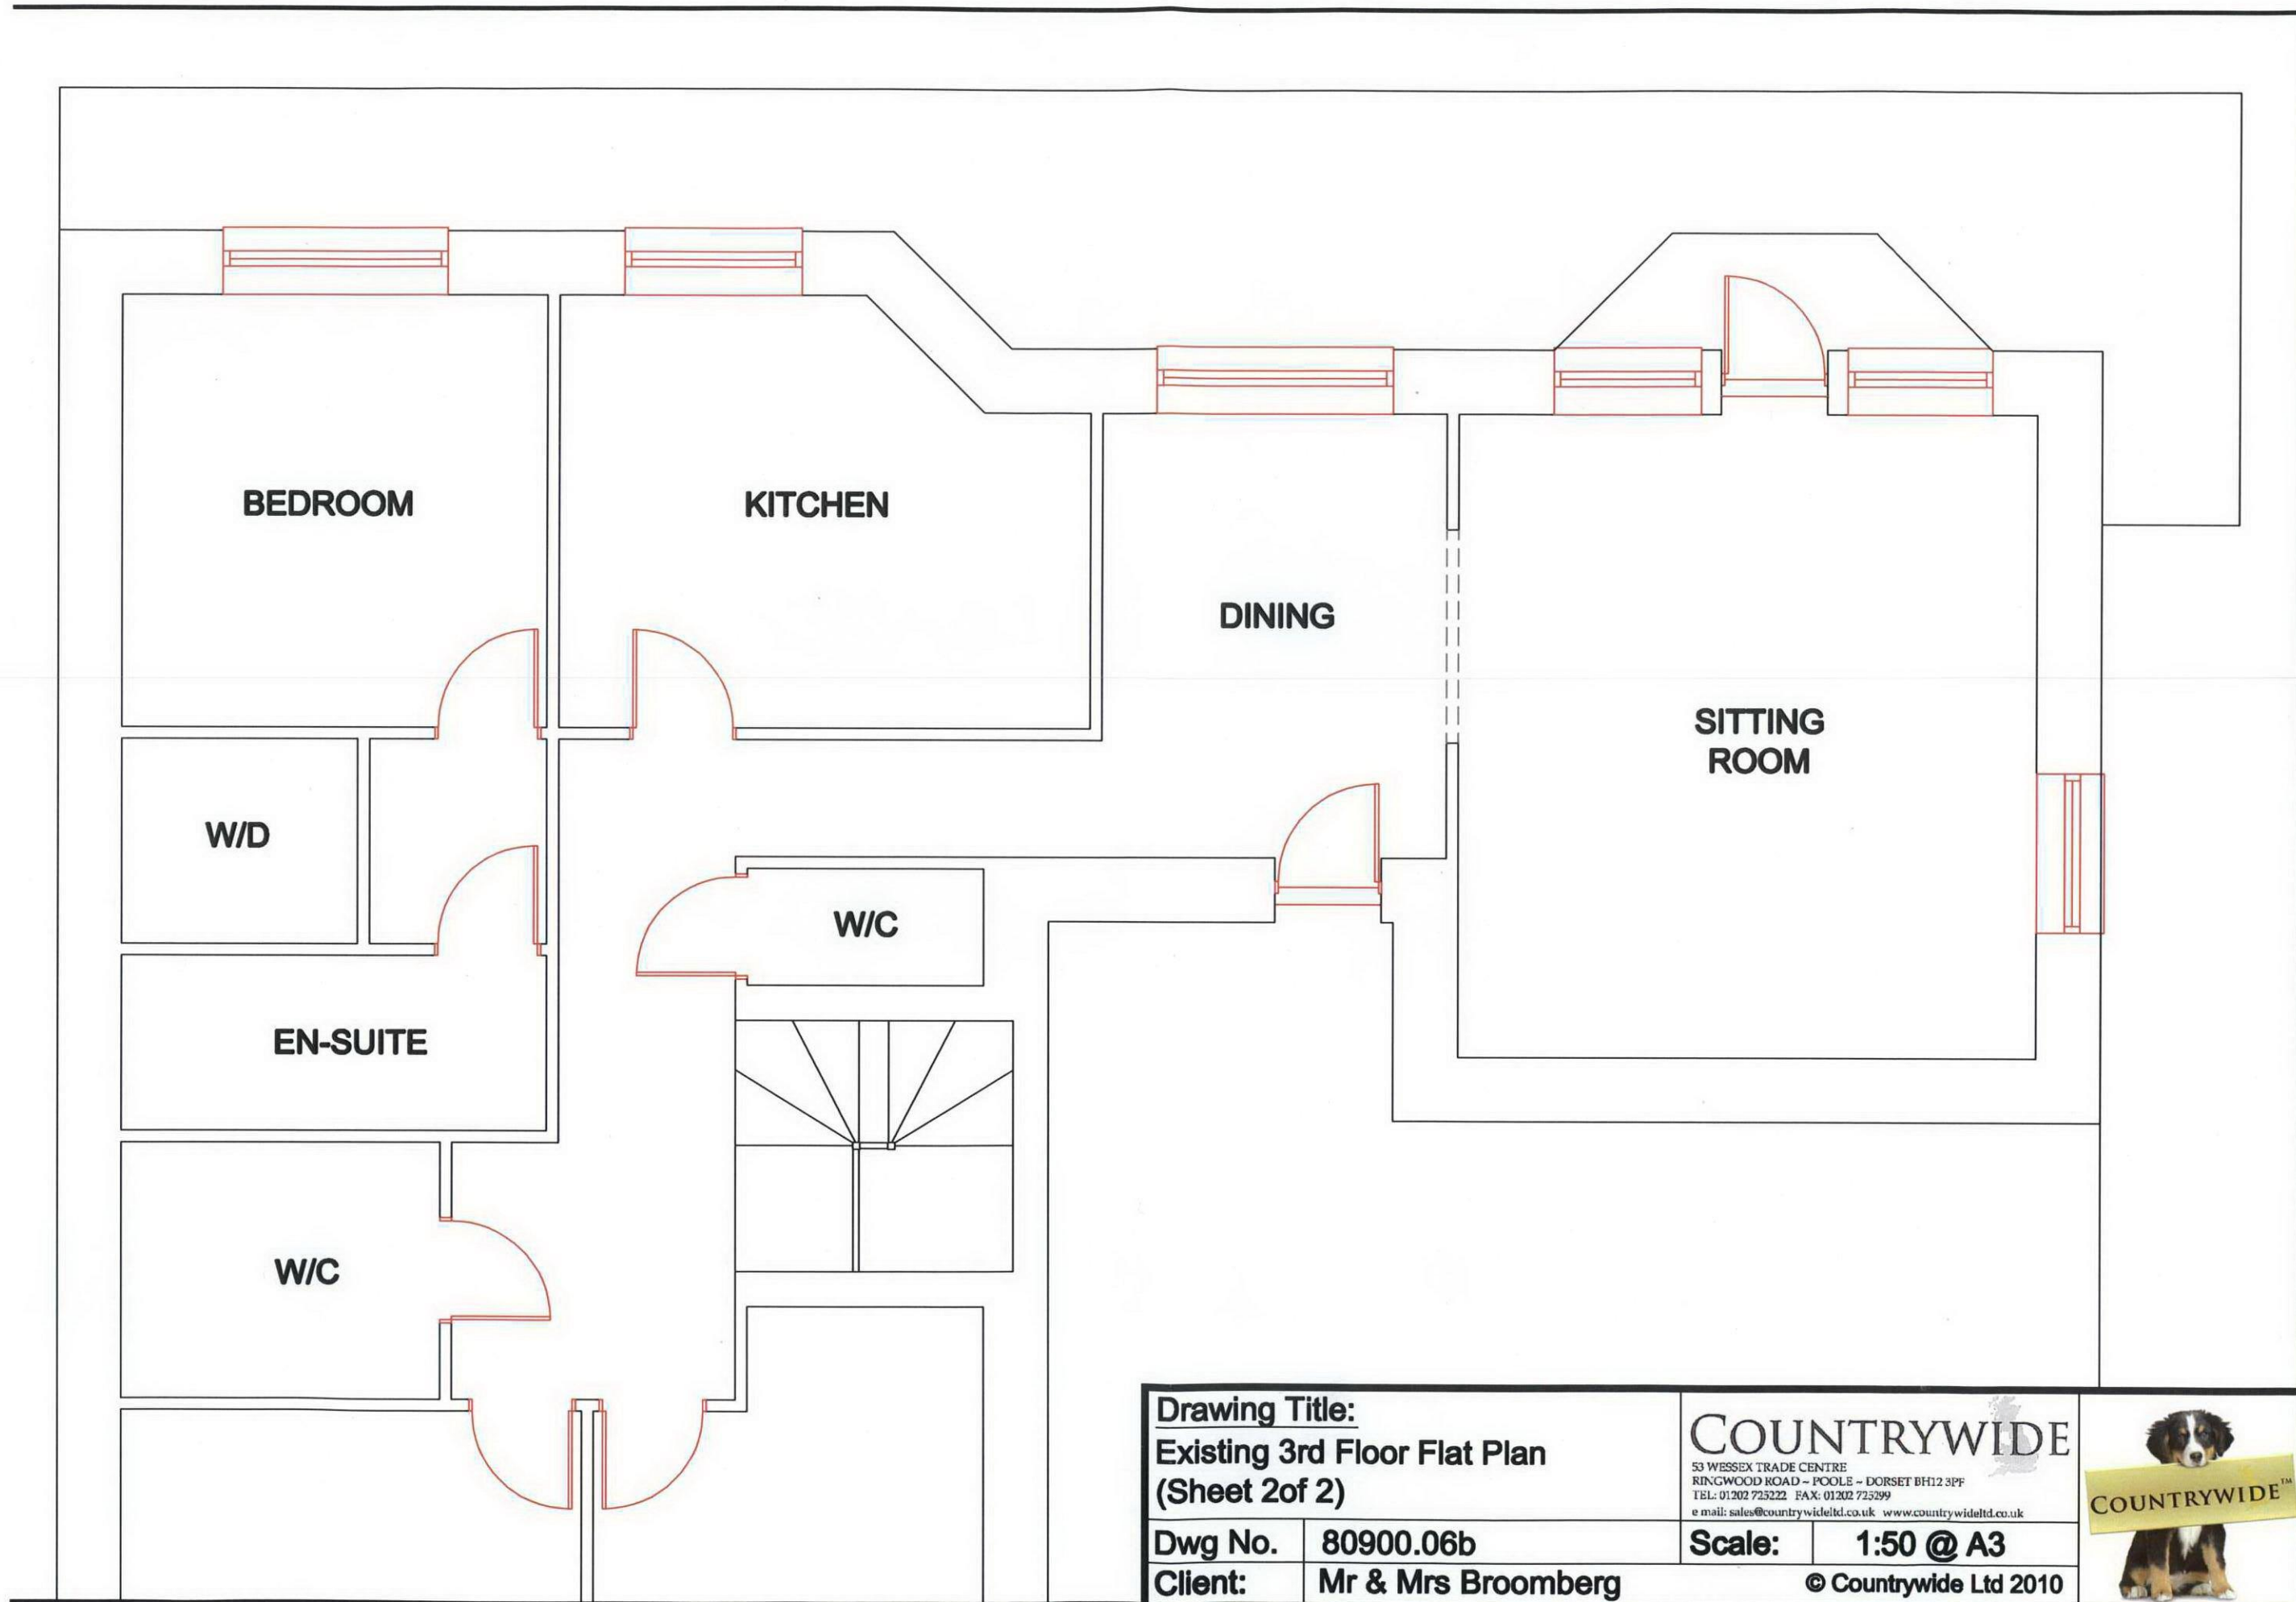 BEDROOM
KITCHEN
DINING
SITTING
ROOM
W/D
W/C
EN-SUITE
W/C
Drawing Title:
Existing 3rd Floor Flat Plan
(Sheet 2of 2)
Dwg No. 80900.06b
Client: Mr & Mrs Broomberg
COUNTRYWIDE
53 WESSEX TRADE CENTRE
RINGWOOD ROAD ~ POOLE ~ DORSET BH12 3PF
TEL: 01202 725222 FAX: 01202 725299
e mail: sales@countrywideltd.co.uk www.countrywideltd.co.uk
Scale: 1:50 @ A3
© Countrywide Ltd 2010
COUNTRYWIDE™